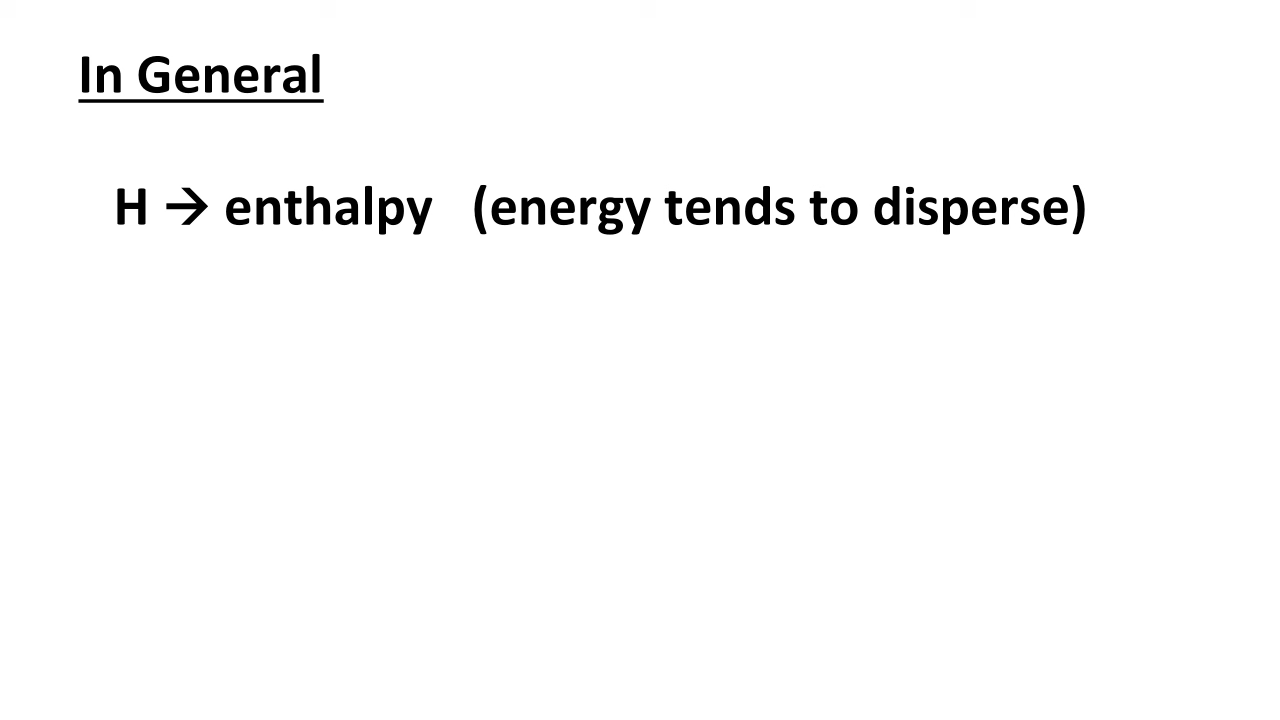 In General
H → enthalpy (energy tends to disperse)